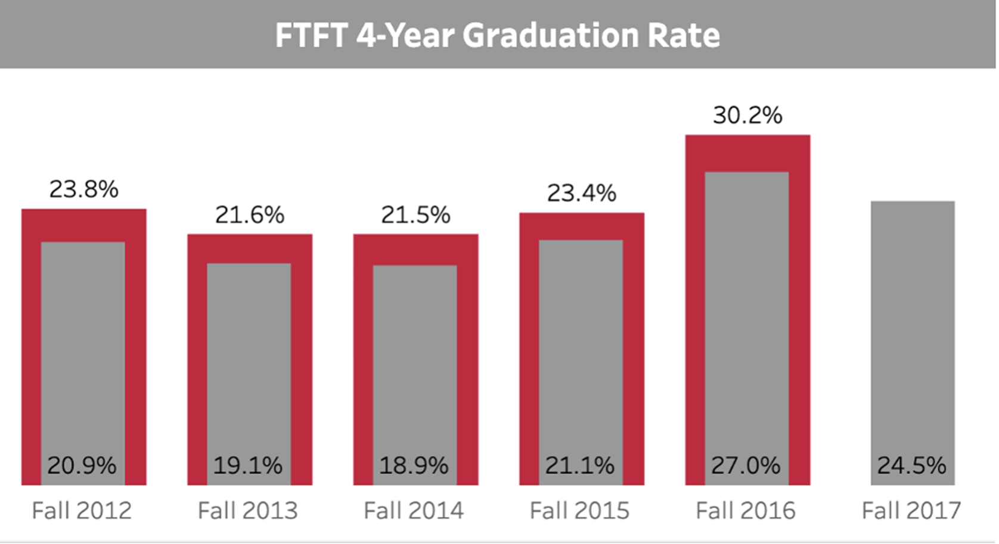 FTFT 4-Year Graduation Rate
30.2%
23.8%
23.4%
21.6%
21.5%
20.9%
19.1%
18.9%
21.1%
27.0%
24.5%
Fall 2012
Fall 2013
Fall 2014
Fall 2015
Fall 2016
Fall 2017